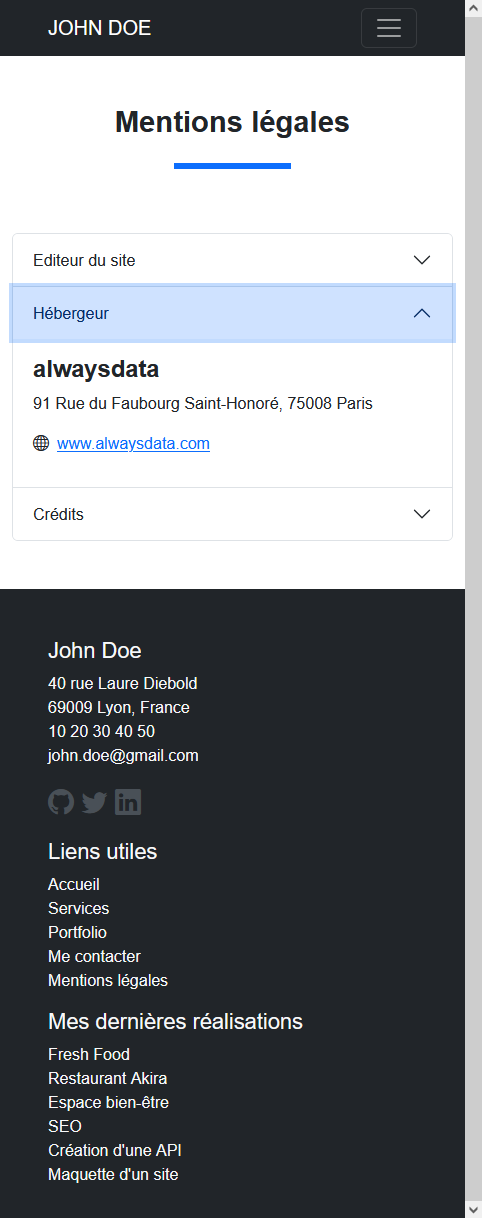 JOHN DOE
Mentions légales
Editeur du site
Hébergeur
alwaysdata
91 Rue du Faubourg Saint-Honoré, 75008 Paris
www.alwaysdata.com
Crédits
John Doe
40 rue Laure Diebold
69009 Lyon, France
10 20 30 40 50
john.doe@gmail.com
Liens utiles
Accueil
Services
Portfolio
Me contacter
Mentions légales
Mes dernières réalisations
Fresh Food
Restaurant Akira
Espace bien-être
SEO
Création d'une API
Maquette d'un site